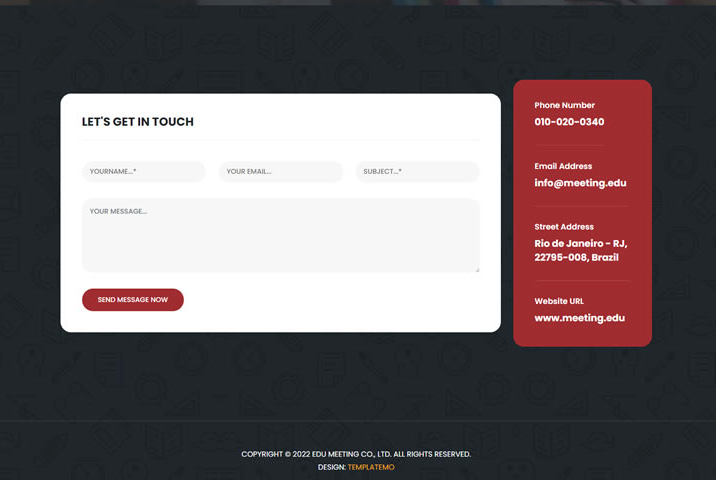 LET'S GET IN TOUCH
YOURNAME...*
YOUR EMAIL...
SUBJECT...*
YOUR MESSAGE...
SEND MESSAGE NOW
Phone Number
010-020-0340
Email Address
info@meeting.edu
Street Address
Rio de Janeiro - RJ,
22795-008, Brazil
Website URL
www.meeting.edu
COPYRIGHT © 2022 EDU MEETING CO., LTD. ALL RIGHTS RESERVED.
DESIGN: TEMPLATEMO